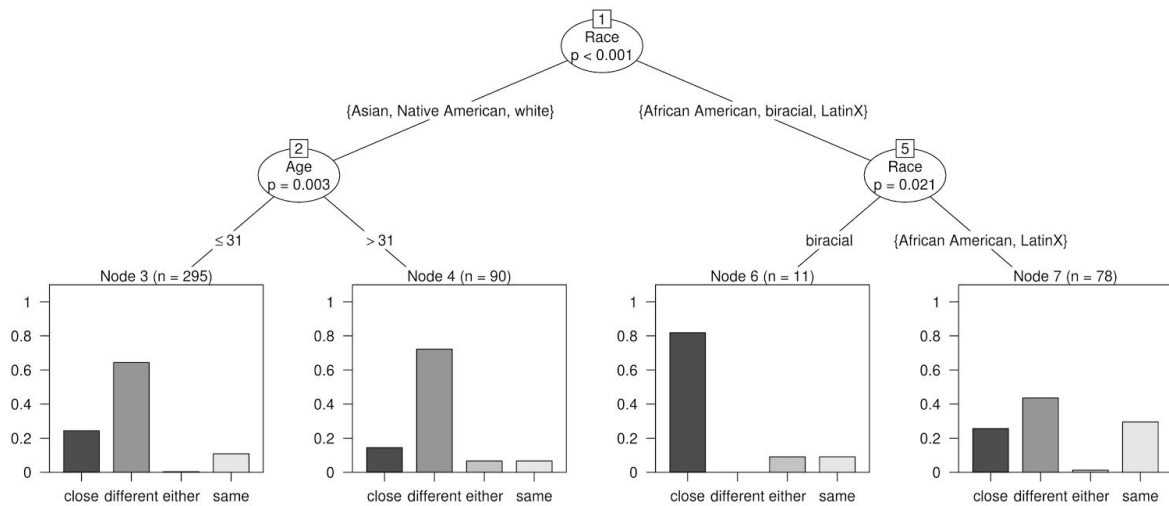 1
Race
p < 0.001
{Asian, Native American, white}
{African American, biracial, LatinX}
2
Age
p = 0.003
5
Race
p = 0.021
≤ 31
> 31
biracial
{African American, LatinX}
Node 3 (n = 295)
1
0.8
0.6
0.4
0.2
0
close different either same
Node 4 (n = 90)
1
0.8
0.6
0.4
0.2
0
close different either same
Node 6 (n = 11)
1
0.8
0.6
0.4
0.2
0
close different either same
Node 7 (n = 78)
1
0.8
0.6
0.4
0.2
0
close different either same